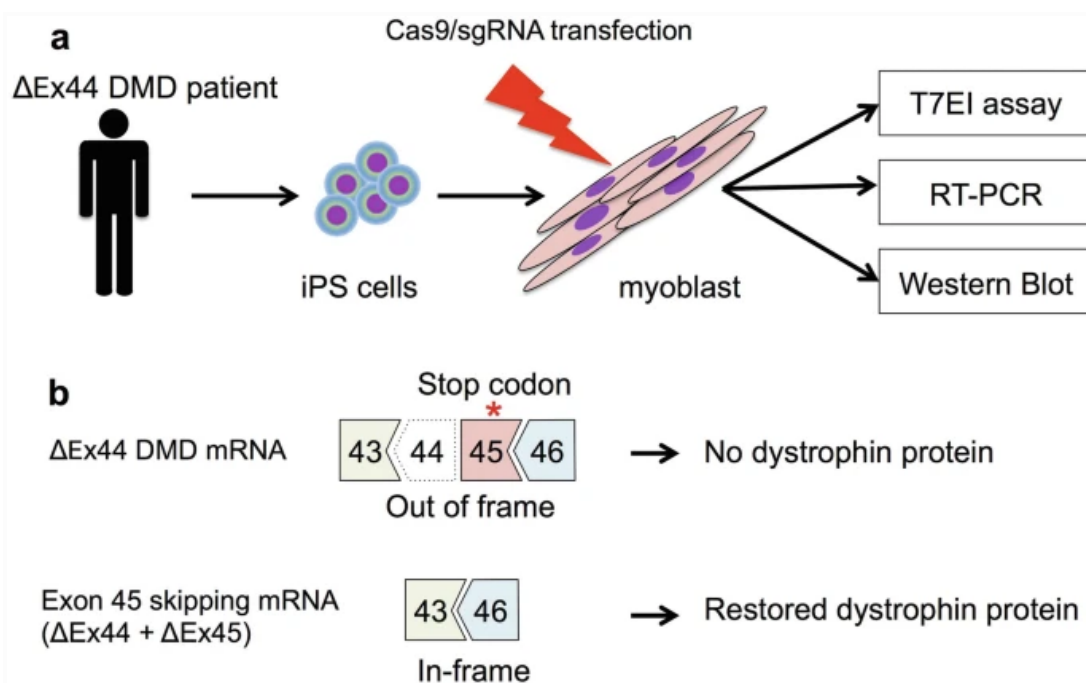 a
Cas9/sgRNA transfection
ΔEx44 DMD patient
T7EI assay
RT-PCR
iPS cells
myoblast
Western Blot
b
Stop codon
*
ΔEx44 DMD mRNA
43 44 45 46
No dystrophin protein
Out of frame
Exon 45 skipping mRNA
(ΔEx44 + ΔEx45)
43 46
Restored dystrophin protein
In-frame